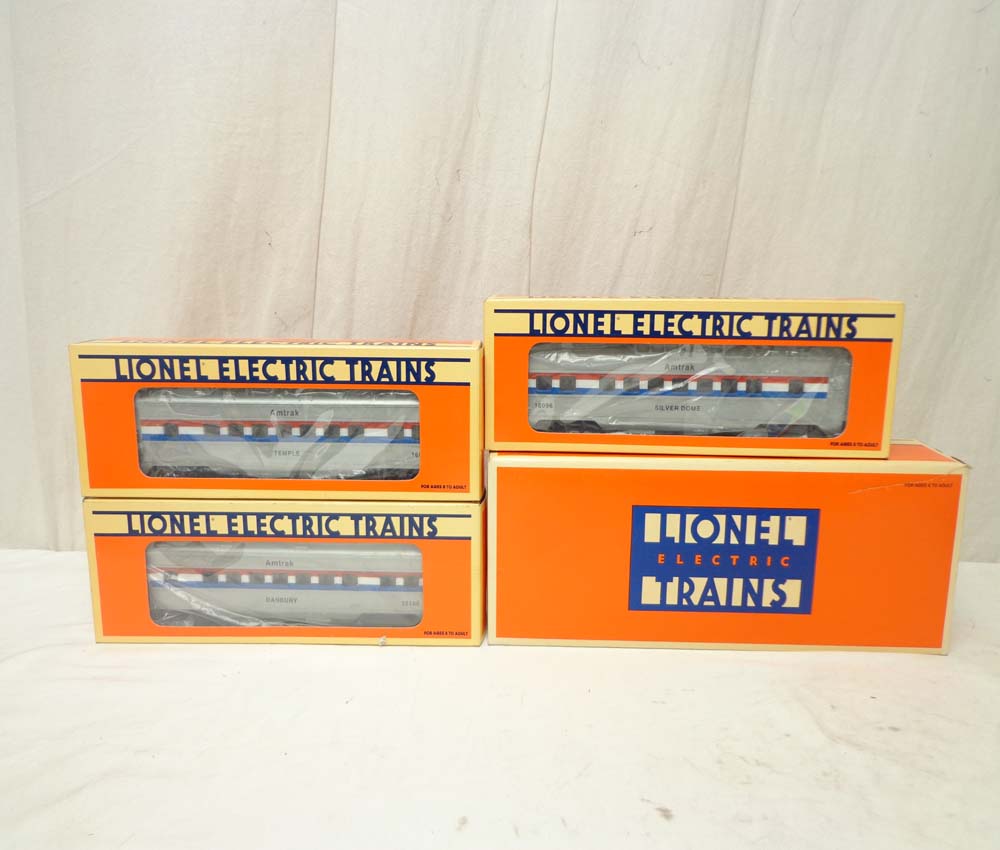 LIONEL ELECTRIC TRAINS
Amtrak
TEMPLE
FOR AGES 8 TO ADULT
LIONEL ELECTRIC TRAINS
Amtrak
DANBURY
FOR AGES 8 TO ADULT
LIONEL ELECTRIC TRAINS
Amtrak
16096
SILVER DOME
FOR AGES 8 TO ADULT
FOR AGES 8 TO ADULT
LIONEL
ELECTRIC
TRAINS